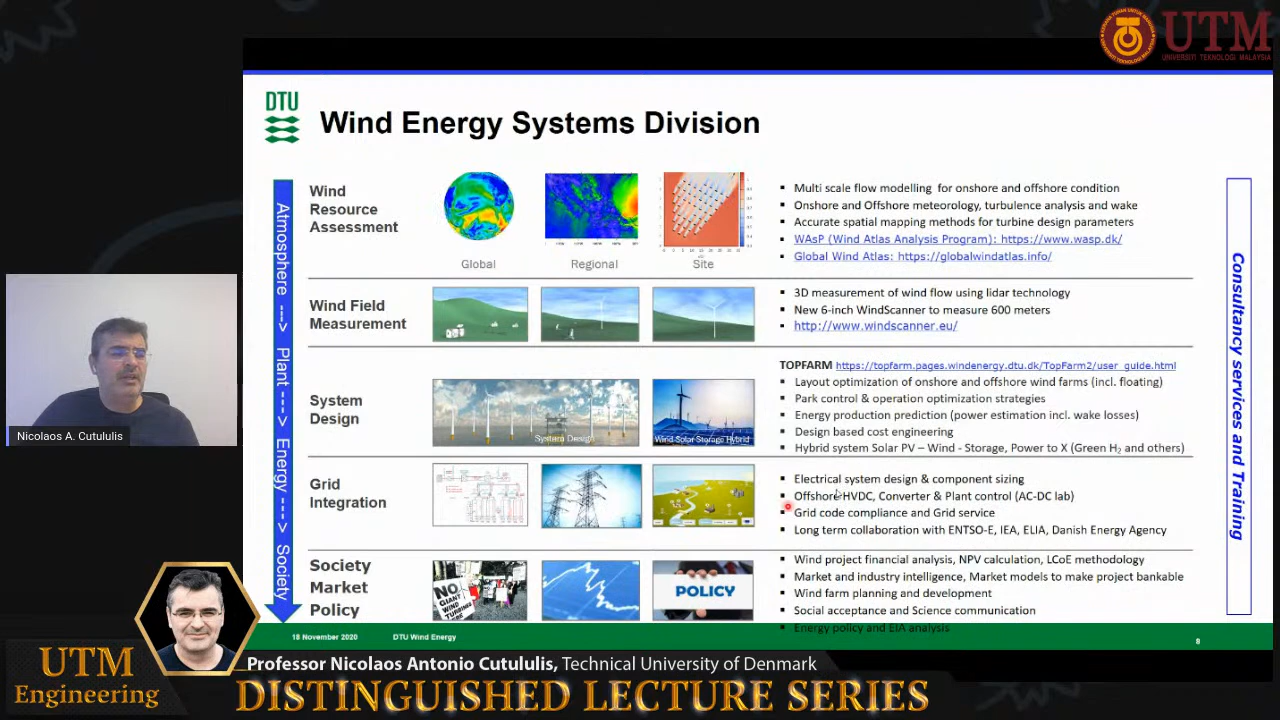 UTM
UNIVERSITI TEKNOLOGI MALAYSIA
DTU
Wind Energy Systems Division
Atmosphere ---> Plant ---> Energy ---> Society
Wind
Resource
Assessment
Global
Regional
Site
Multi scale flow modelling for onshore and offshore condition
Onshore and Offshore meteorology, turbulence analysis and wake
Accurate spatial mapping methods for turbine design parameters
WAsP (Wind Atlas Analysis Program): https://www.wasp.dk/
Global Wind Atlas: https://globalwindatlas.info/
Wind Field
Measurement
3D measurement of wind flow using lidar technology
New 6-inch WindScanner to measure 600 meters
http://www.windscanner.eu/
System
Design
System Design
Wind Solar Storage Hybrid
TOPFARM https://topfarm.pages.windenergy.dtu.dk/TopFarm2/user_guide.html
Layout optimization of onshore and offshore wind farms (incl. floating)
Park control & operation optimization strategies
Energy production prediction (power estimation incl. wake losses)
Design based cost engineering
Hybrid system Solar PV – Wind - Storage, Power to X (Green H2 and others)
Grid
Integration
Electrical system design & component sizing
Offshore HVDC, Converter & Plant control (AC-DC lab)
Grid code compliance and Grid service
Long term collaboration with ENTSO-E, IEA, ELIA, Danish Energy Agency
Society
Market
Policy
NO
GIANT
WIND
TURBINES
POLICY
Wind project financial analysis, NPV calculation, LCoE methodology
Market and industry intelligence, Market models to make project bankable
Wind farm planning and development
Social acceptance and Science communication
Energy policy and EIA analysis
Consultancy services and Training
18 November 2020
DTU Wind Energy
8
Nicolaos A. Cutululis
UTM
Engineering
Professor Nicolaos Antonio Cutululis, Technical University of Denmark
DISTINGUISHED LECTURE SERIES